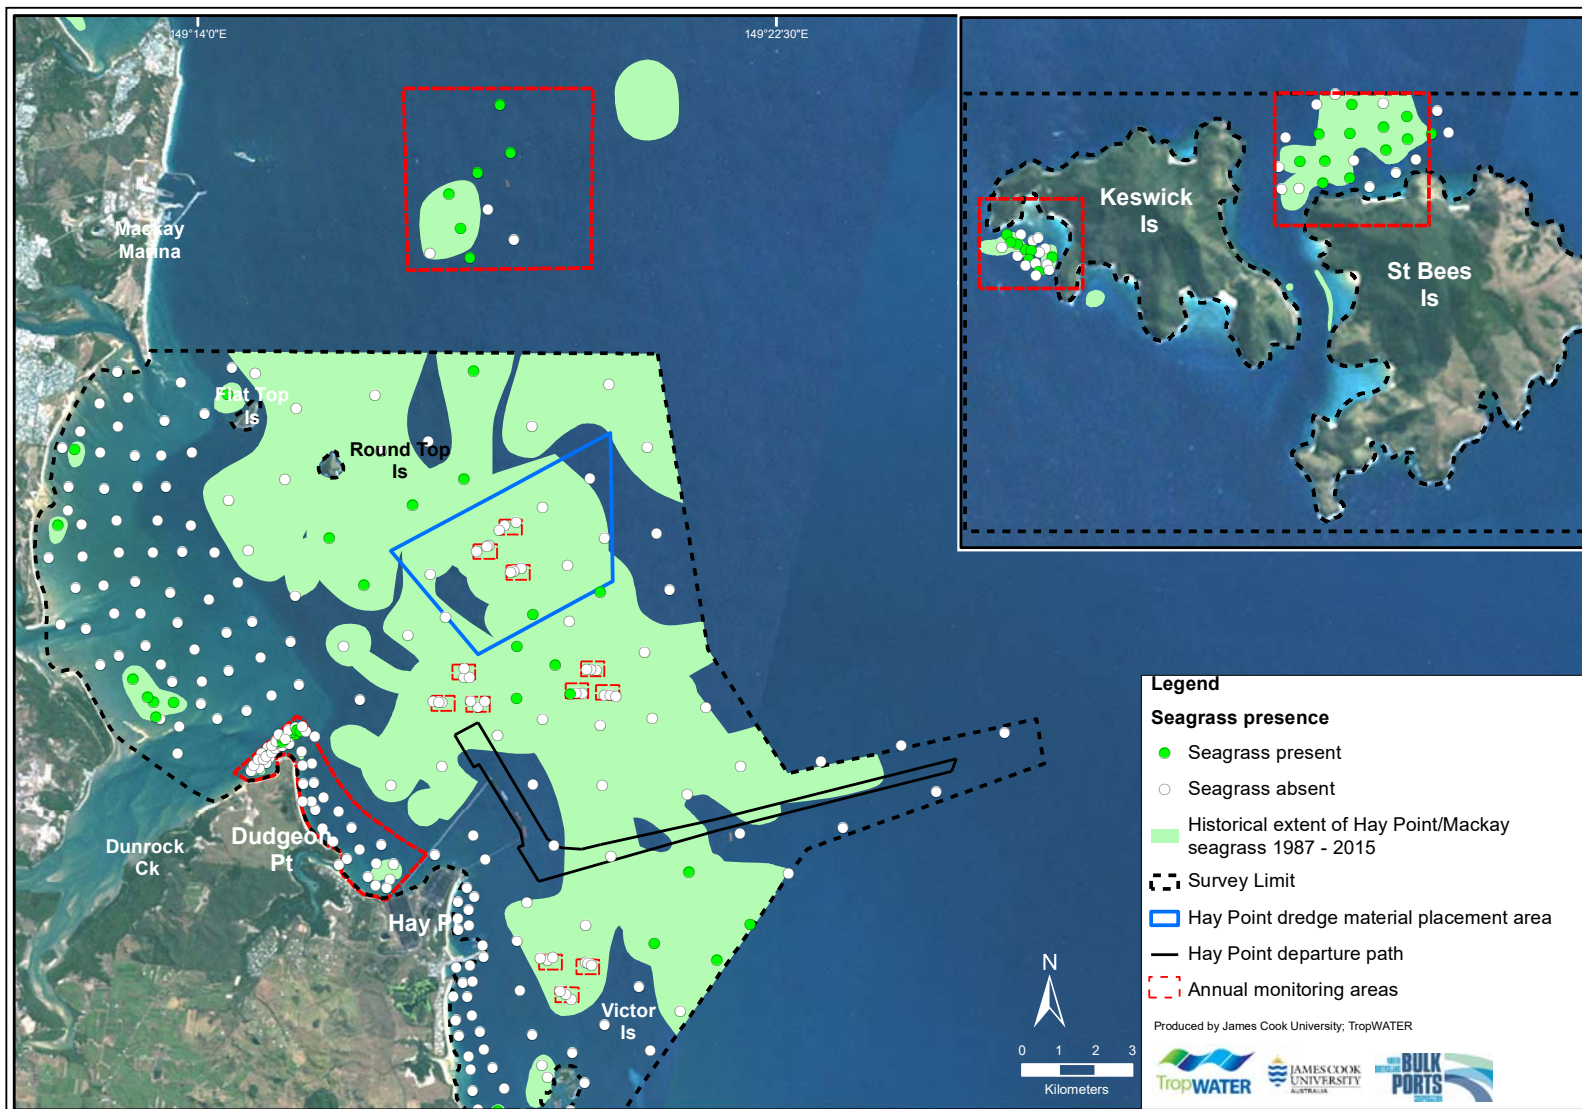 149°14'0"E
149°22'30"E
Mackay
Marina
Flat Top
Is
Round Top
Is
Keswick
Is
St Bees
Is
Dunrock
Ck
Dudgeon
Pt
Hay Pt
Victor
Is
N
0 1 2 3
Kilometers
Legend
Seagrass presence
Seagrass present
Seagrass absent
Historical extent of Hay Point/Mackay
seagrass 1987 - 2015
Survey Limit
Hay Point dredge material placement area
Hay Point departure path
Annual monitoring areas
Produced by James Cook University; TropWATER
TropWATER
JAMES COOK
UNIVERSITY
AUSTRALIA
BULK
PORTS